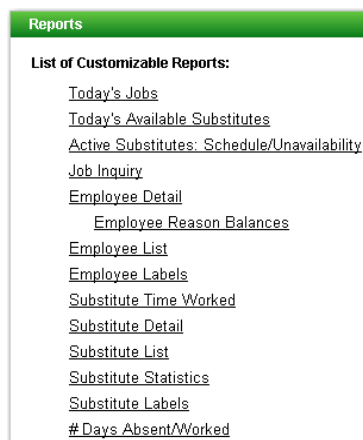 Reports
List of Customizable Reports:
Today's Jobs
Today's Available Substitutes
Active Substitutes: Schedule/Unavailability
Job Inquiry
Employee Detail
Employee Reason Balances
Employee List
Employee Labels
Substitute Time Worked
Substitute Detail
Substitute List
Substitute Statistics
Substitute Labels
# Days Absent/Worked